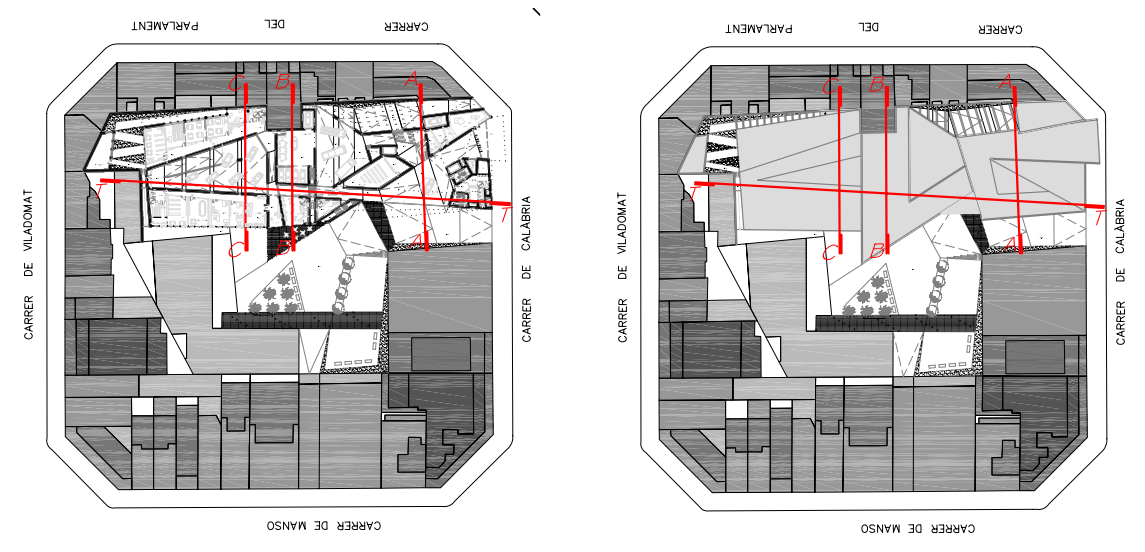 CARRER DEL PARLAMENT
C B A
T T
C B A
CARRER DE VILADOMAT
CARRER DE CALÀBRIA
CARRER DE MANSO
CARRER DEL PARLAMENT
C B A
T T
C B A
CARRER DE VILADOMAT
CARRER DE CALÀBRIA
CARRER DE MANSO